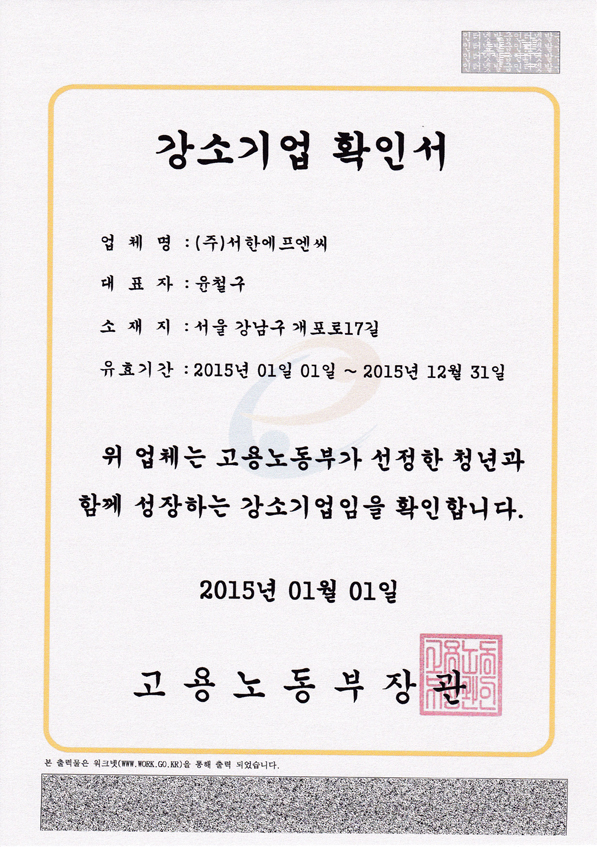 강소기업 확인서
업 체 명 : (주)서한에프엔씨
대 표 자 : 윤철구
소 재 지 : 서울 강남구 개포로17길
유효기간 : 2015년 01일 01일 ~ 2015년 12월 31일
위 업체는 고용노동부가 선정한 청년과
함께 성장하는 강소기업임을 확인합니다.
2015년 01월 01일
고 용 노 동 부 장 관
본 출력물은 워크넷(WWW.WORK.GO.KR)을 통해 출력 되었습니다.